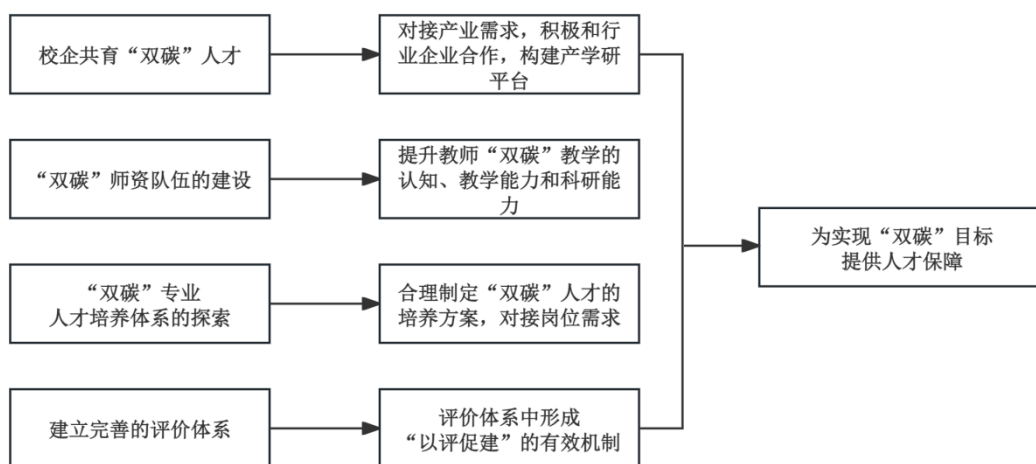 校企共育“双碳”人才
对接产业需求，积极和行
业企业合作，构建产学研
平台
“双碳”师资队伍的建设
提升教师“双碳”教学的
认知、教学能力和科研能
力
为实现“双碳”目标
提供人才保障
“双碳”专业
人才培养体系的探索
合理制定“双碳”人才的
培养方案，对接岗位需求
建立完善的评价体系
评价体系中形成
“以评促建”的有效机制